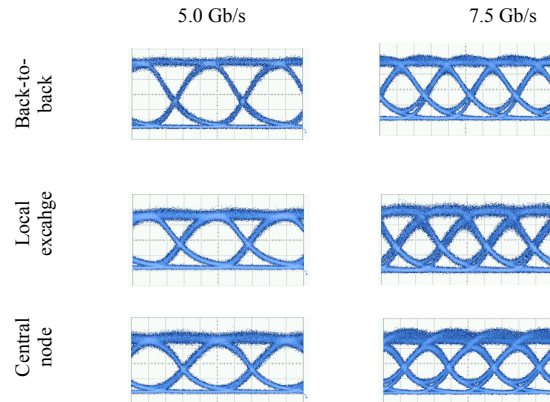 5.0 Gb/s
7.5 Gb/s
Back-to-
back
Local
excahge
Central
node